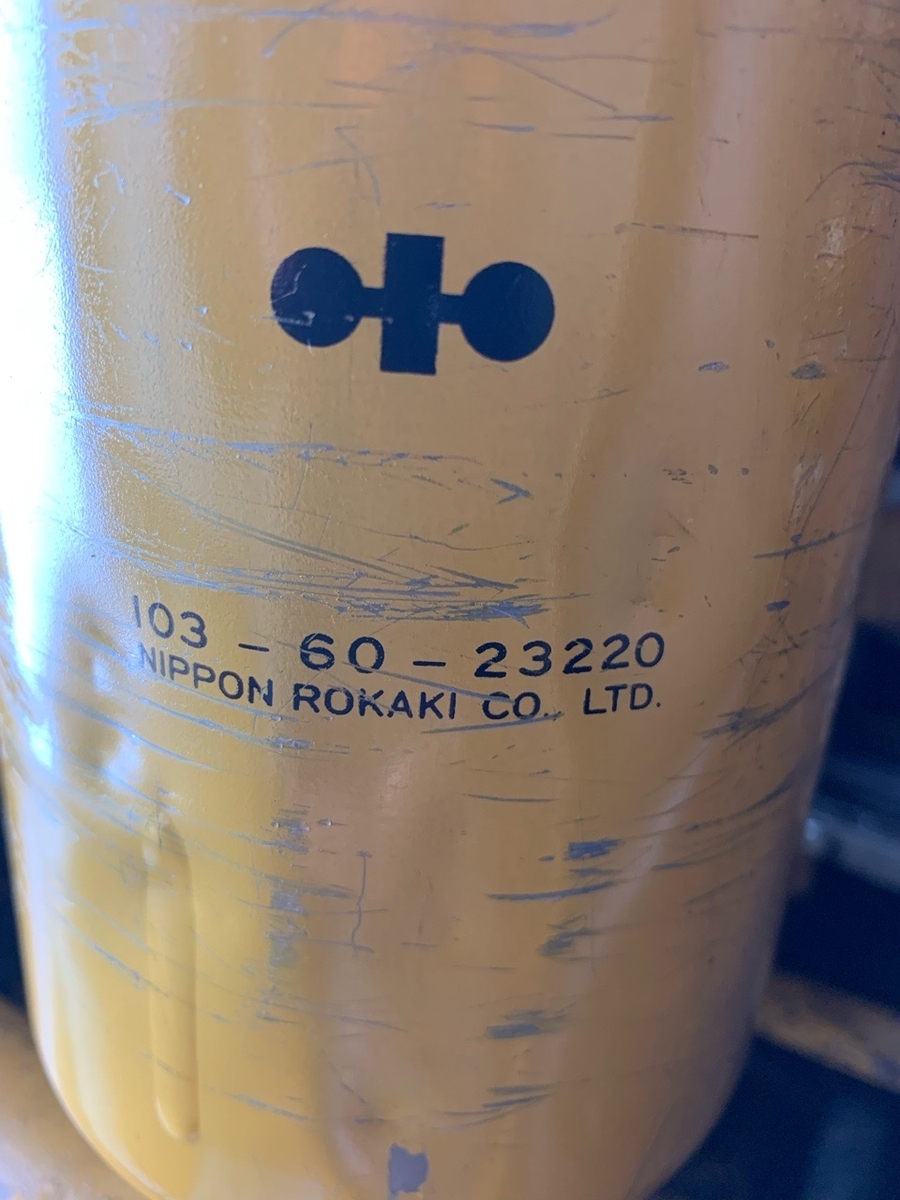 103 - 60 - 23220
NIPPON ROKAKI CO., LTD.